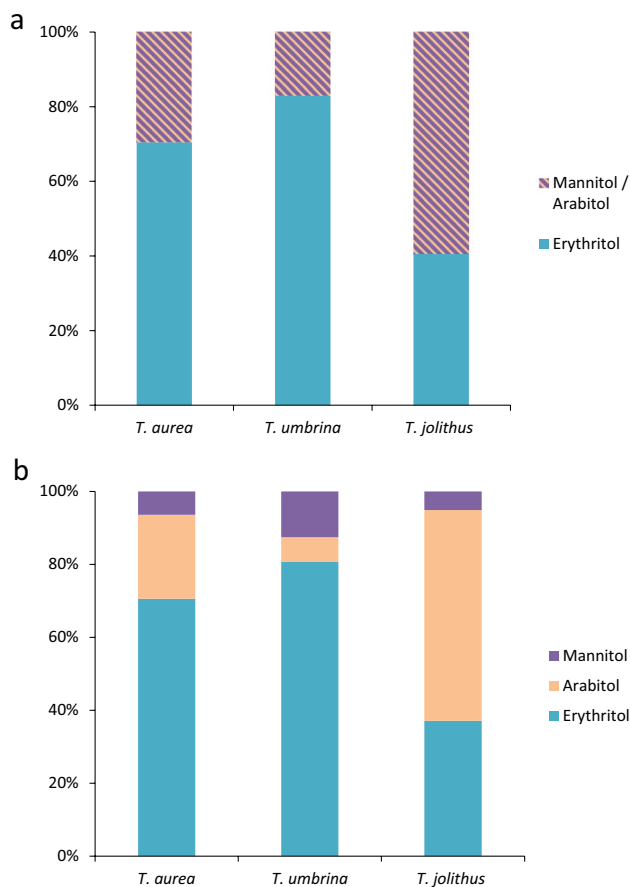 a
100%
80%
60%
40%
20%
0%
T. aurea
T. umbrina
T. jolithus
Mannitol /
Arabitol
Erythritol
b
100%
80%
60%
40%
20%
0%
T. aurea
T. umbrina
T. jolithus
Mannitol
Arabitol
Erythritol